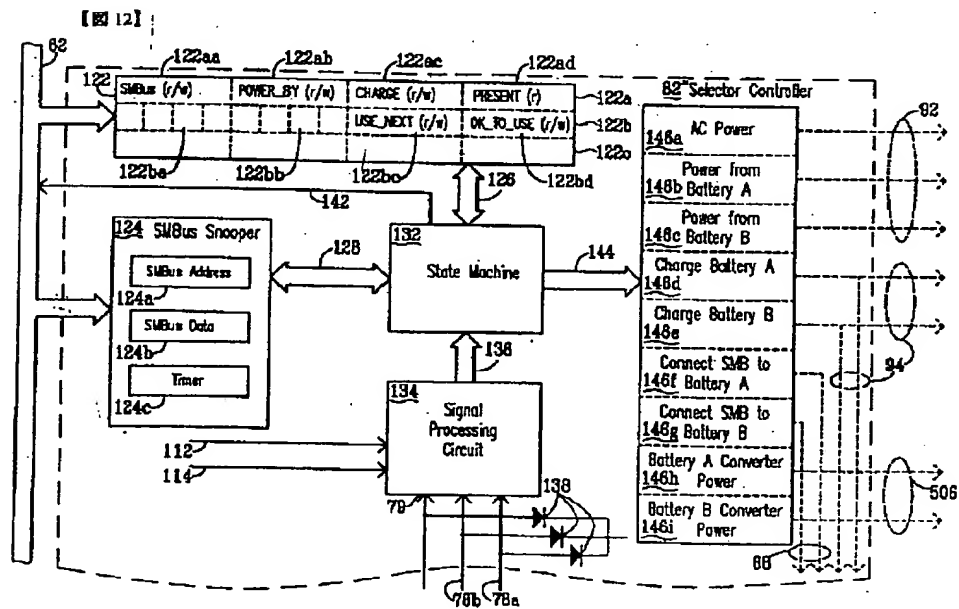 【図 12】
62
122aa
122ab
122ac
122ad
122
SMBus (r/w)
POWER_BY (r/w)
CHARGE (r/w)
PRESENT (r)
122a
USE_NEXT (r/w)
OK_TO_USE (r/w)
122b
122c
122ba
122bb
122bc
122bd
82" Selector Controller
142
126
124 SMBus Snooper
SMBus Address
124a
SMBus Data
124b
Timer
124c
128
132
State Machine
144
136
134
Signal
Processing
Circuit
112
114
79
138
78b
78a
AC Power
146a
Power from
146b Battery A
Power from
146c Battery B
Charge Battery A
146d
Charge Battery B
146e
Connect SMB to
146f Battery A
Connect SMB to
146g Battery B
Battery A Converter
146h Power
Battery B Converter
146i Power
92
94
506
88